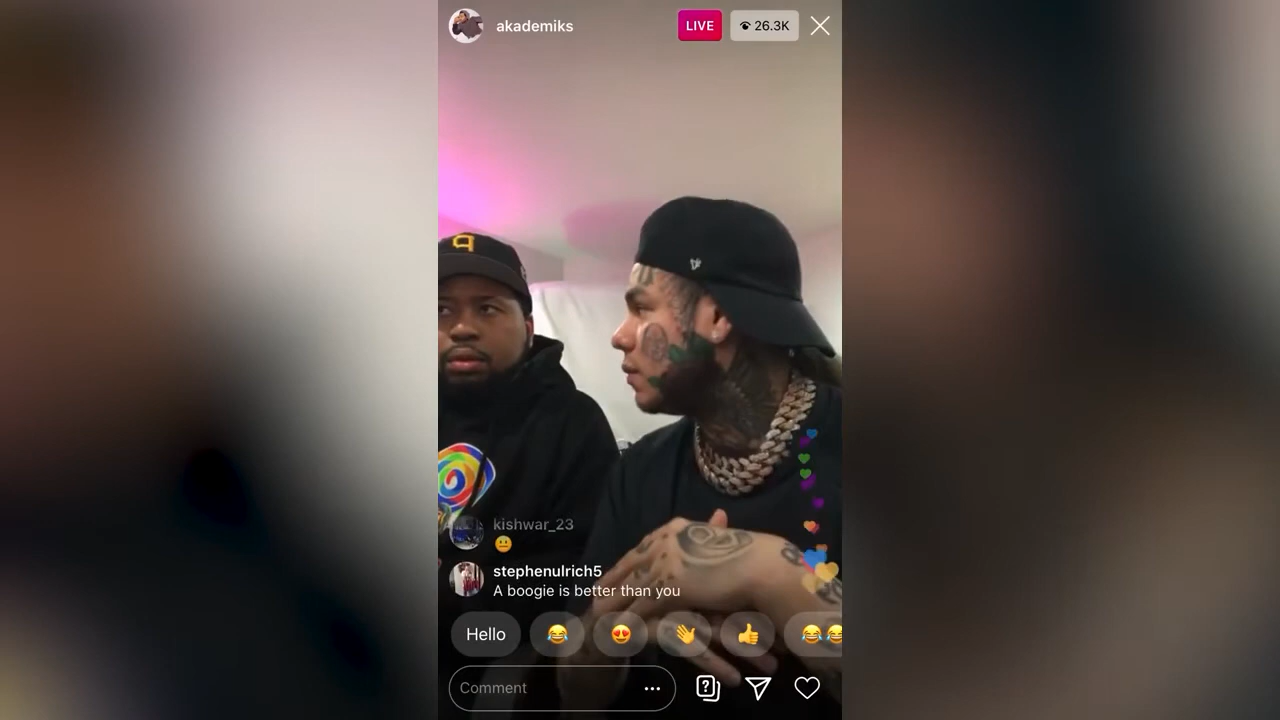 akademiks
LIVE
26.3K
kishwar_23
stephenulrich5
A boogie is better than you
Hello
Comment